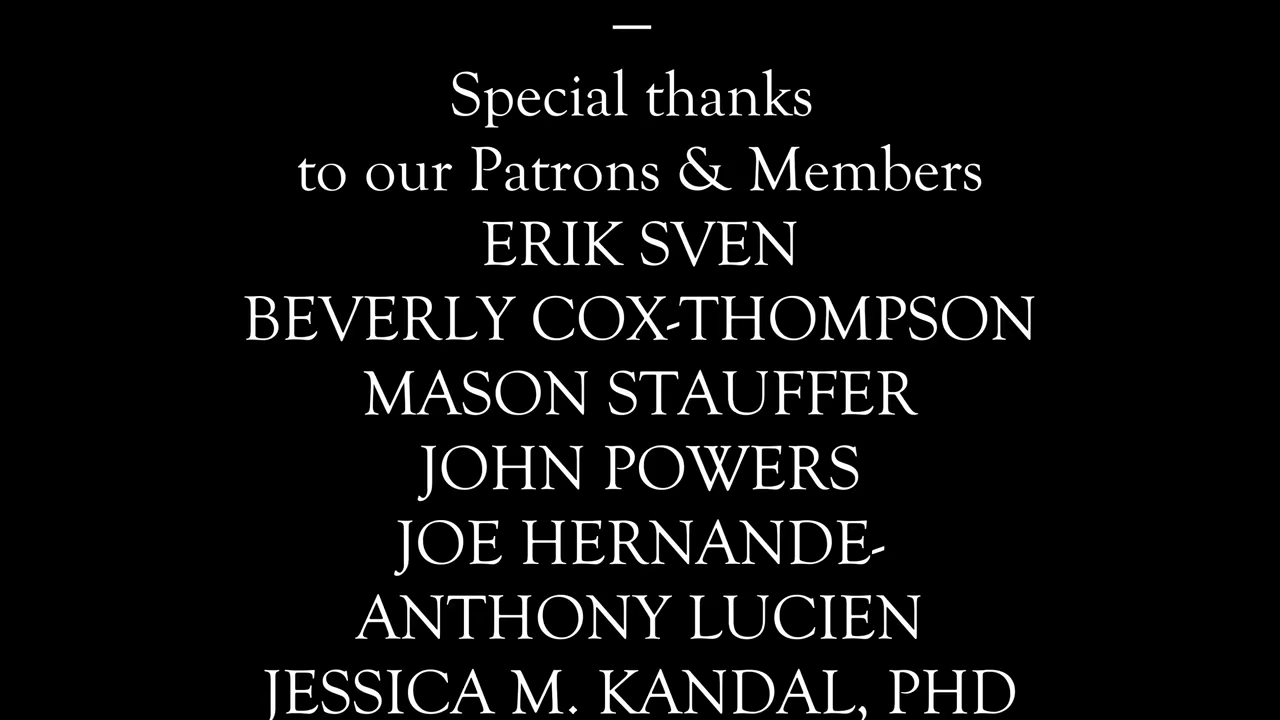 —
Special thanks
to our Patrons & Members
ERIK SVEN
BEVERLY COX-THOMPSON
MASON STAUFFER
JOHN POWERS
JOE HERNANDE-
ANTHONY LUCIEN
JESSICA M. KANDAL, PHD